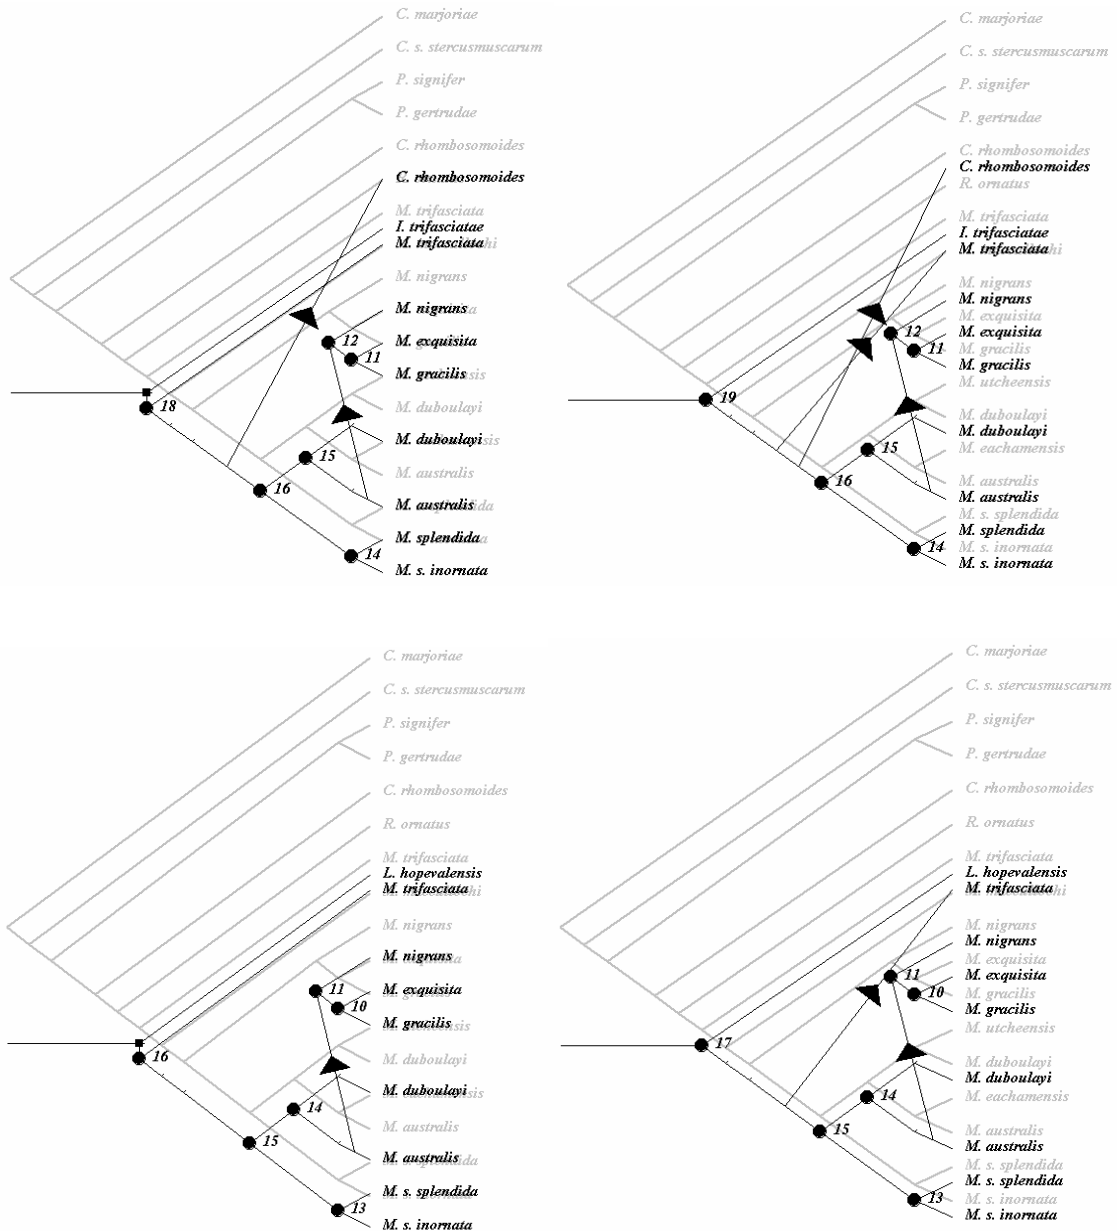 C. marjoriae
C. s. stercusmuscarum
P. signifer
P. gertrudae
C. rhombosomoides
C. rhombosomoides
M. trifasciata
I. trifasciatae
M. trifasciata
M. nigrans
M. nigrans
12
M. exquisita
11
M. gracilis
18
M. duboulayi
M. duboulayi
15
M. australis
16
M. australis
M. splendida
14
M. s. inornata
C. marjoriae
C. s. stercusmuscarum
P. signifer
P. gertrudae
C. rhombosomoides
C. rhombosomoides
R. ornatus
M. trifasciata
I. trifasciatae
M. trifasciata
M. nigrans
M. nigrans
M. exquisita
12
M. exquisita
11
M. gracilis
M. gracilis
M. utcheensis
19
M. duboulayi
M. duboulayi
M. eachamensis
15
M. australis
16
M. australis
M. s. splendida
M. splendida
14
M. s. inornata
M. s. inornata
C. marjoriae
C. s. stercusmuscarum
P. signifer
P. gertrudae
C. rhombosomoides
R. ornatus
M. trifasciata
L. hopevalensis
M. trifasciata
M. nigrans
M. nigrans
11
M. exquisita
10
M. gracilis
16
M. duboulayi
M. duboulayi
14
M. australis
15
M. australis
M. s. splendida
13
M. s. inornata
C. marjoriae
C. s. stercusmuscarum
P. signifer
P. gertrudae
C. rhombosomoides
R. ornatus
M. trifasciata
L. hopevalensis
M. trifasciata
M. nigrans
M. nigrans
M. exquisita
11
M. exquisita
10
M. gracilis
M. gracilis
M. utcheensis
17
M. duboulayi
M. duboulayi
14
M. eachamensis
M. australis
15
M. australis
M. s. splendida
M. s. splendida
13
M. s. inornata
M. s. inornata